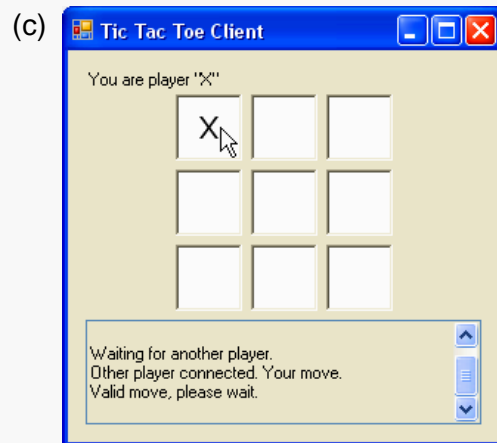 (c)
Tic Tac Toe Client
You are player "X"
X
Waiting for another player.
Other player connected. Your move.
Valid move, please wait.